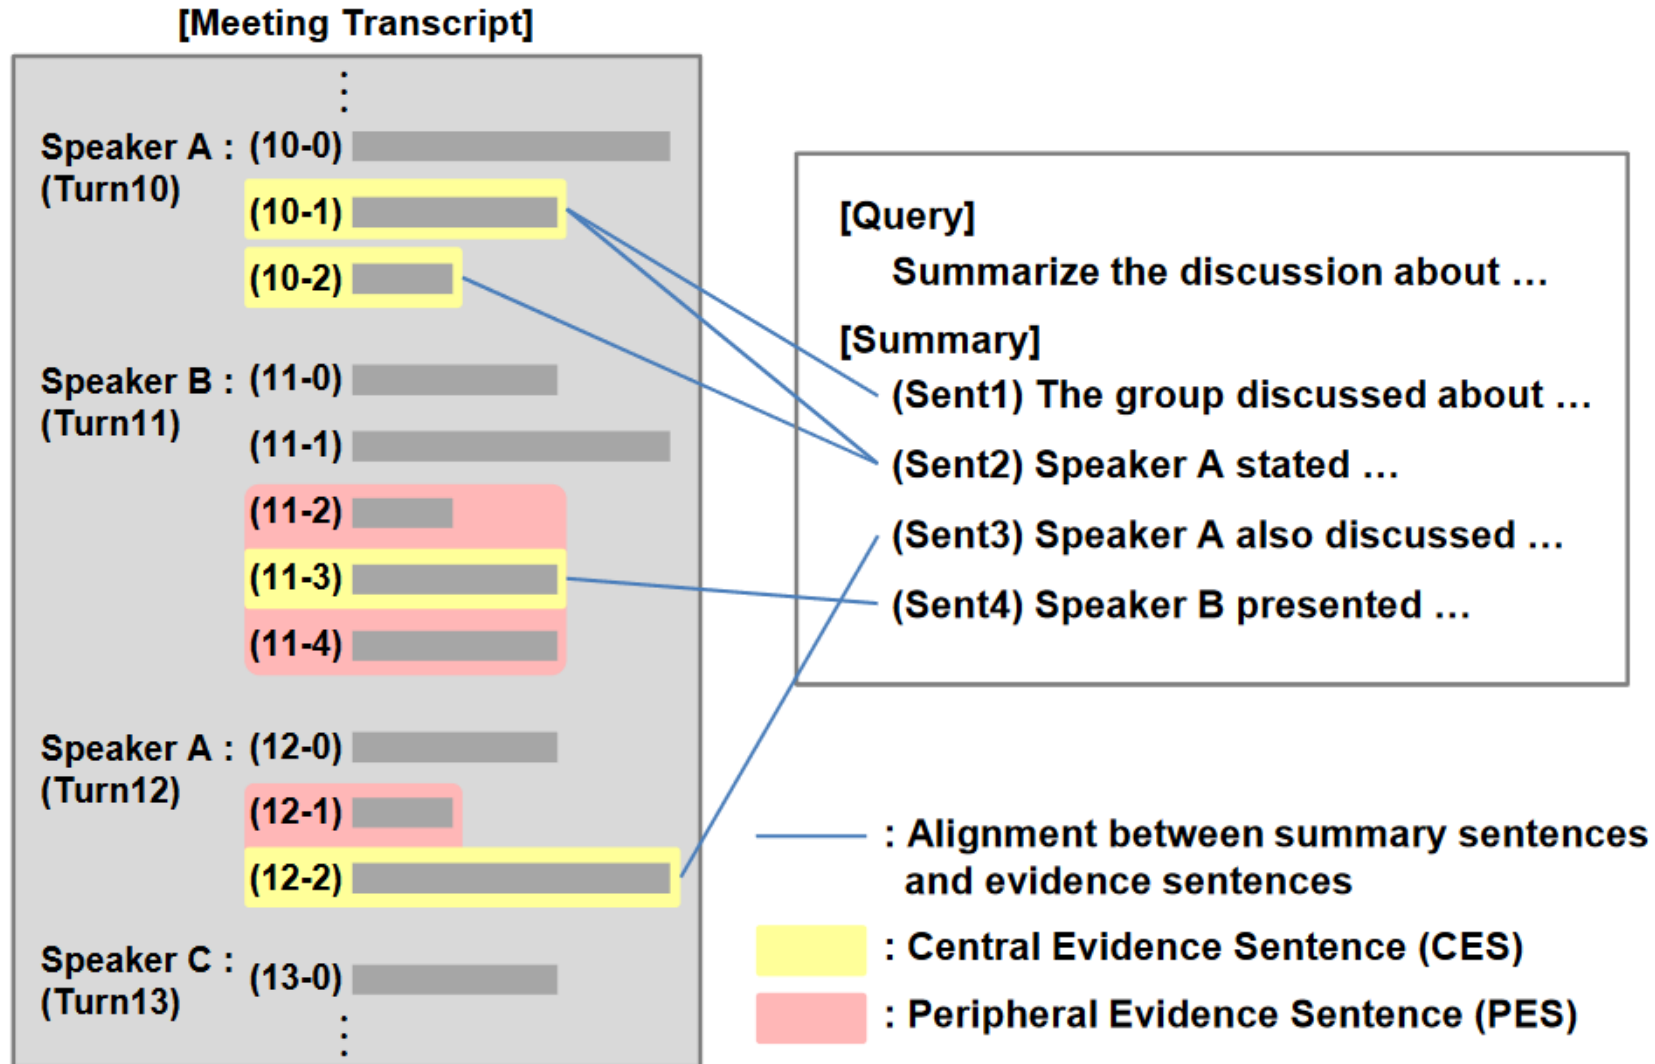 [Meeting Transcript]
Speaker A : (10-0)
(Turn10)
(10-1)
(10-2)
Speaker B : (11-0)
(Turn11)
(11-1)
(11-2)
(11-3)
(11-4)
Speaker A : (12-0)
(Turn12)
(12-1)
(12-2)
Speaker C : (13-0)
(Turn13)
[Query]
Summarize the discussion about …
[Summary]
(Sent1) The group discussed about …
(Sent2) Speaker A stated …
(Sent3) Speaker A also discussed …
(Sent4) Speaker B presented …
: Alignment between summary sentences
and evidence sentences
: Central Evidence Sentence (CES)
: Peripheral Evidence Sentence (PES)